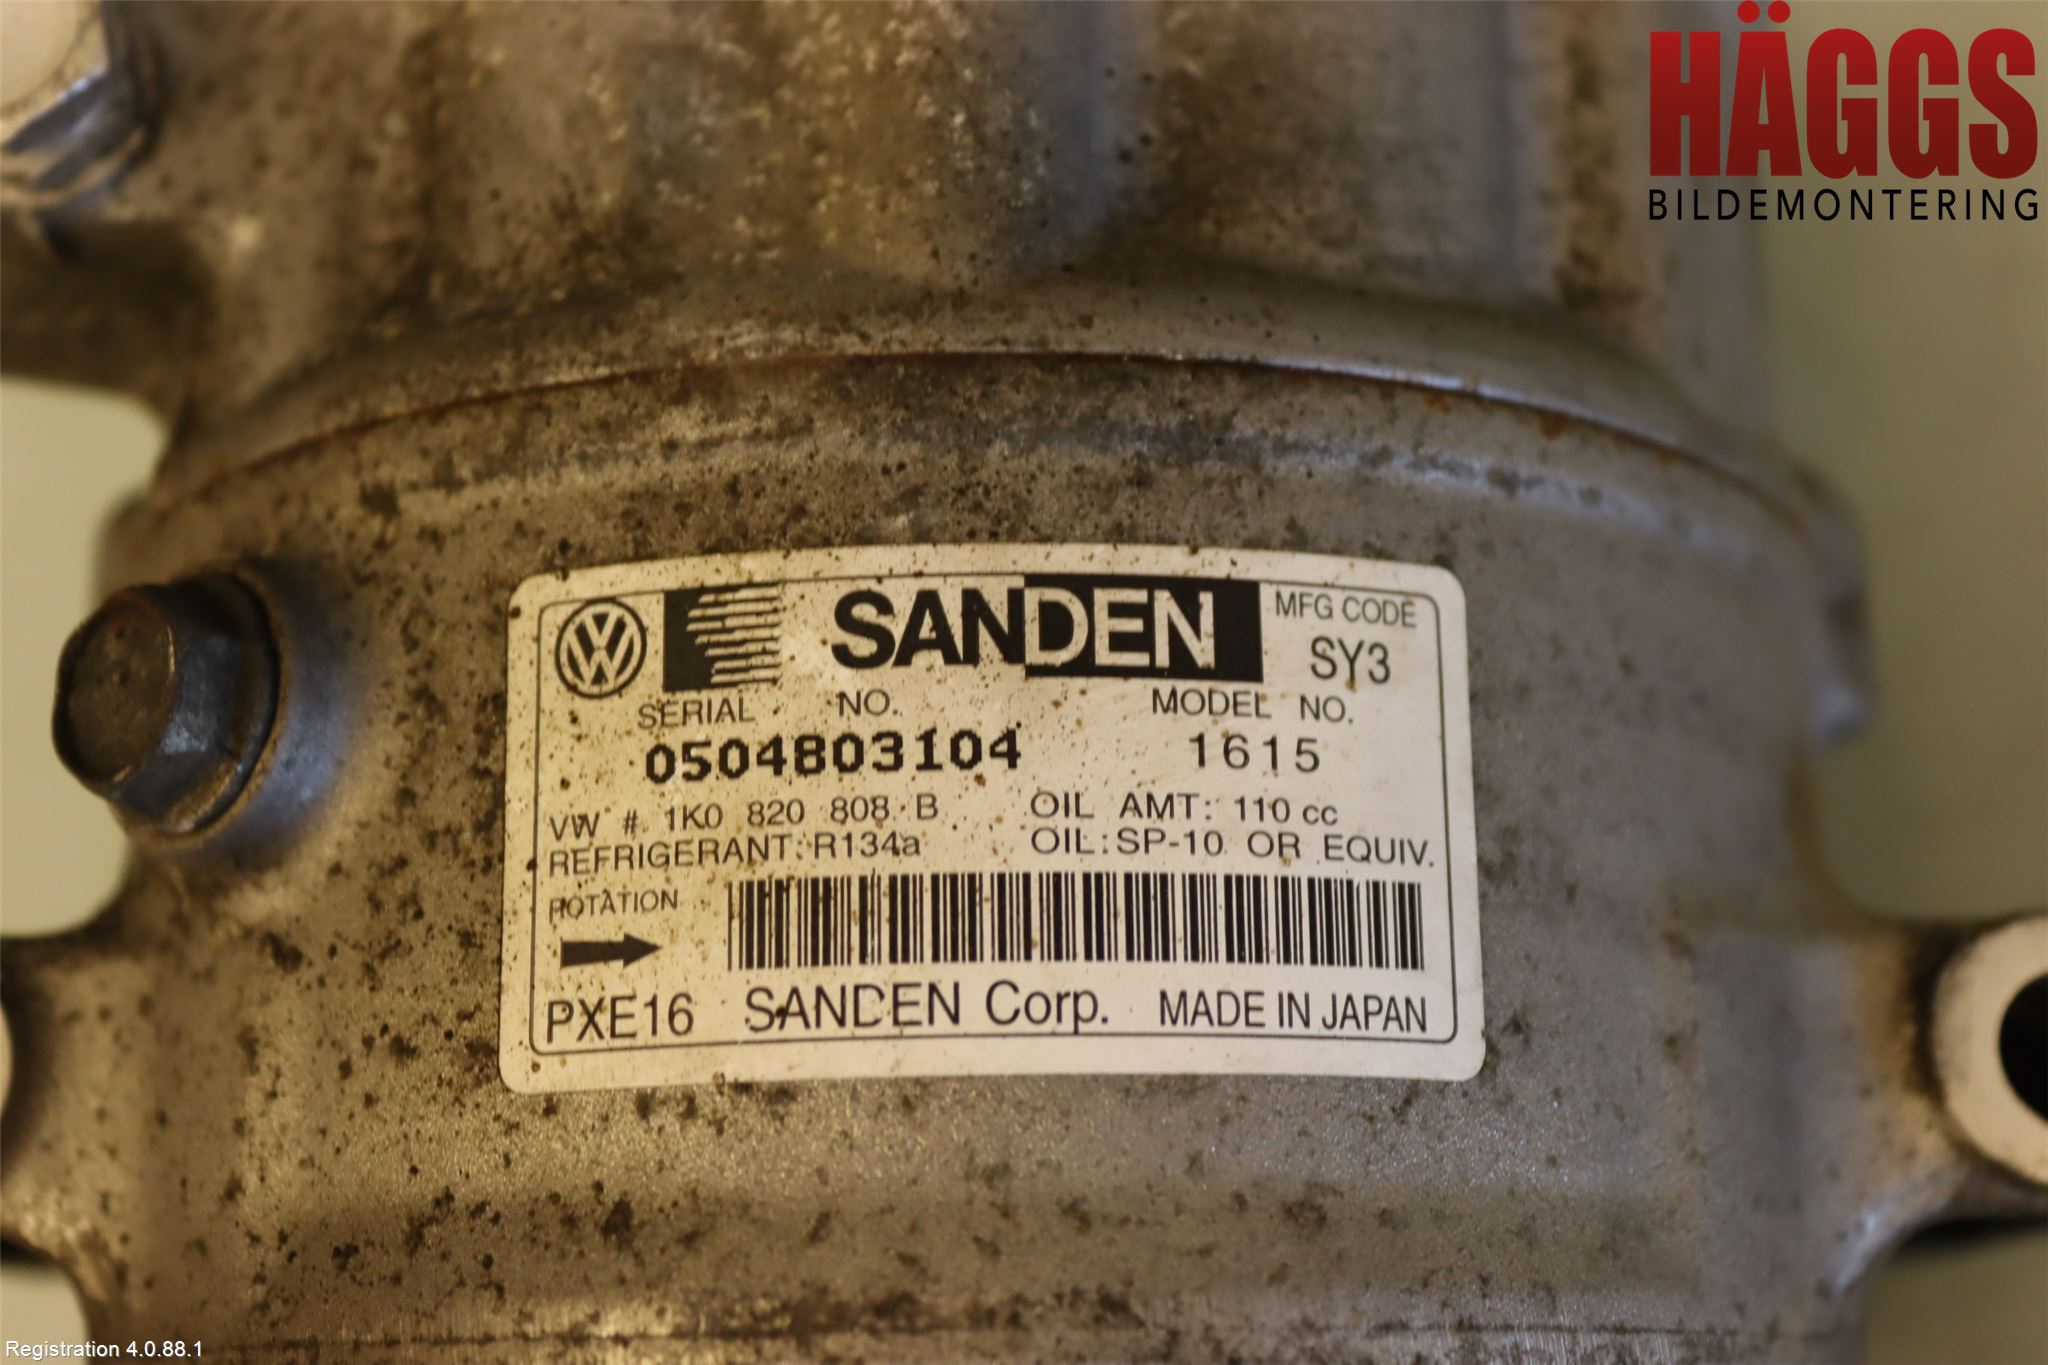 HÄGGS
BILDEMONTERING
SANDEN
MFG CODE
SY3
SERIAL NO.
0504803104
MODEL NO.
1615
VW # 1K0 820 808 B
OIL AMT: 110 cc
REFRIGERANT: R134a
OIL: SP-10 OR EQUIV.
ROTATION
PXE16 SANDEN Corp. MADE IN JAPAN
Registration 4.0.88.1